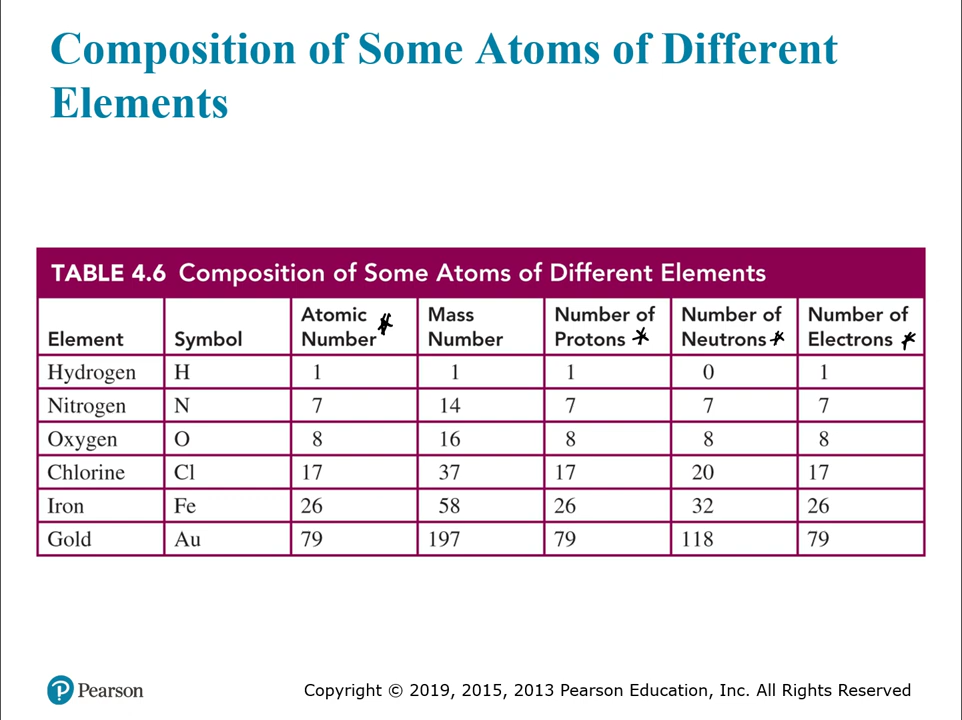 Composition of Some Atoms of Different
Elements
TABLE 4.6 Composition of Some Atoms of Different Elements
Element Symbol Atomic Number * Mass Number Number of Protons * Number of Neutrons * Number of Electrons *
Hydrogen H 1 1 1 0 1
Nitrogen N 7 14 7 7 7
Oxygen O 8 16 8 8 8
Chlorine Cl 17 37 17 20 17
Iron Fe 26 58 26 32 26
Gold Au 79 197 79 118 79
Pearson
Copyright © 2019, 2015, 2013 Pearson Education, Inc. All Rights Reserved